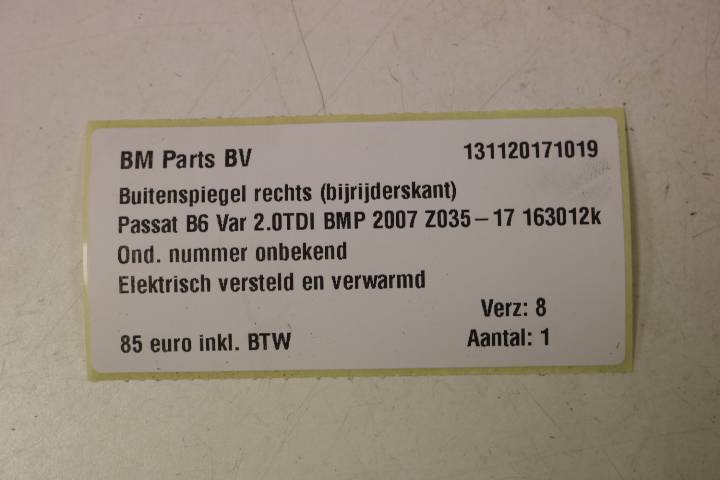 BM Parts BV 131120171019
Buitenspiegel rechts (bijrijderskant)
Passat B6 Var 2.0TDI BMP 2007 Z035-17 163012k
Ond. nummer onbekend
Elektrisch versteld en verwarmd
Verz: 8
85 euro inkl. BTW Aantal: 1